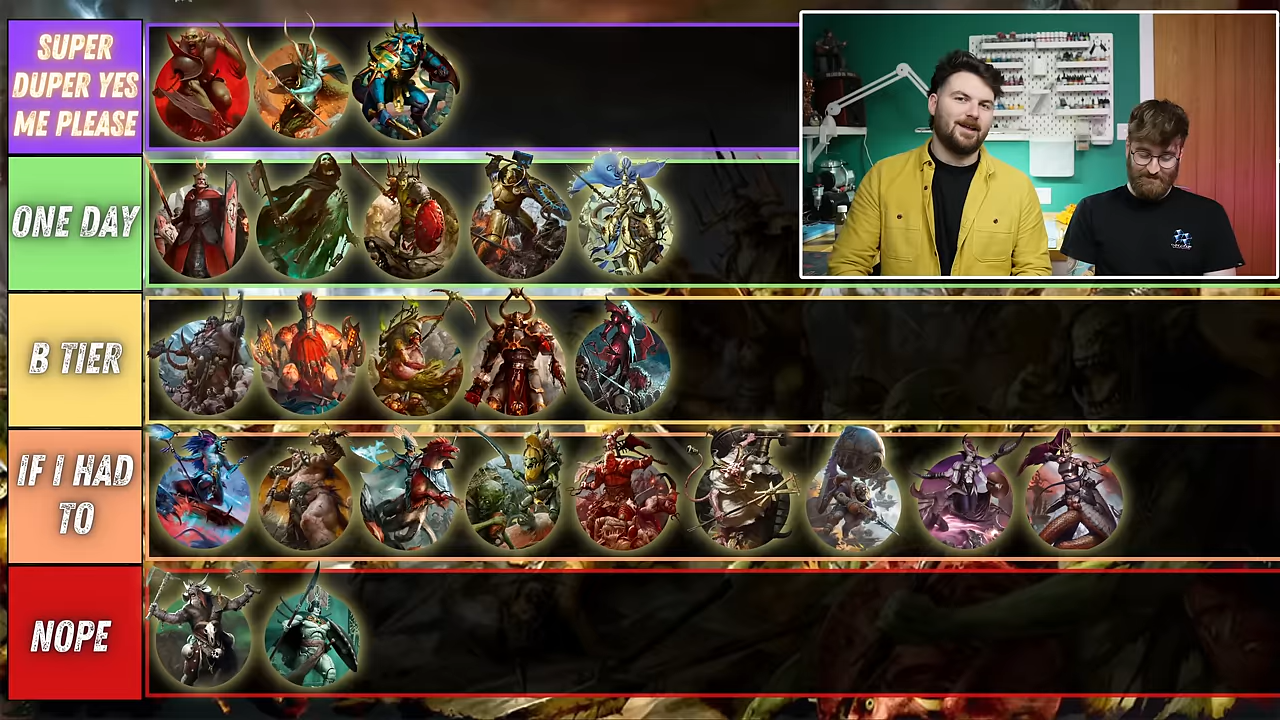 SUPER
DUPER YES
ME PLEASE
ONE DAY
B TIER
IF I HAD
TO
NOPE